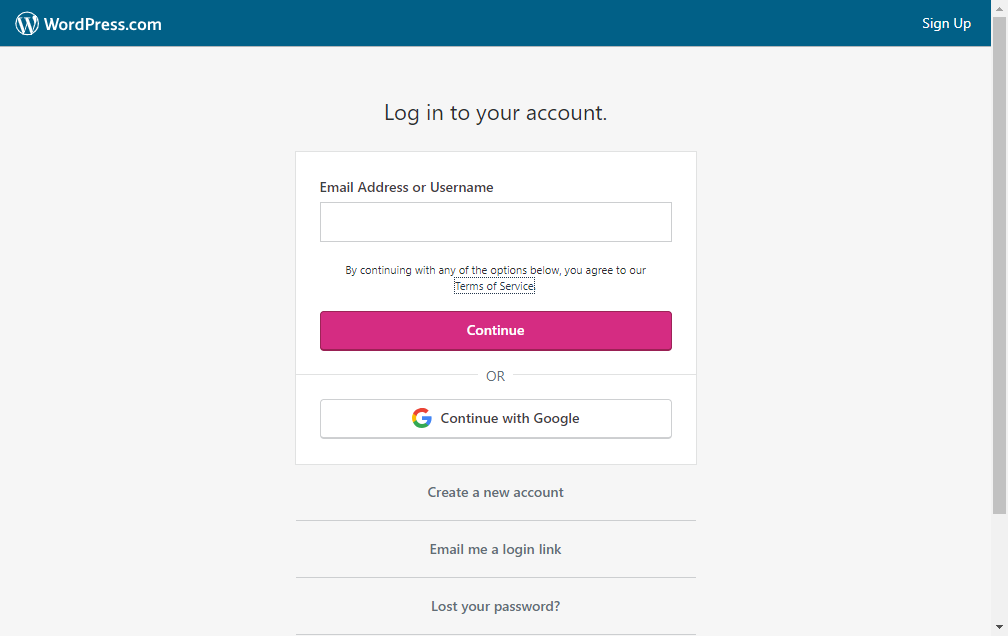 WordPress.com
Sign Up
Log in to your account.
Email Address or Username
By continuing with any of the options below, you agree to our
Terms of Service
Continue
OR
Continue with Google
Create a new account
Email me a login link
Lost your password?